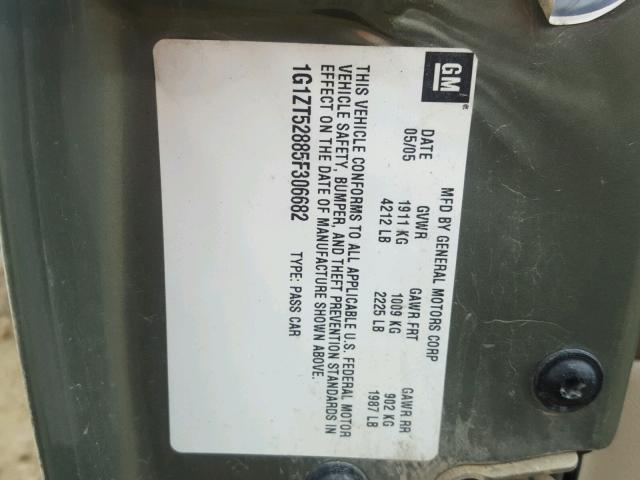 GM
®
MFD BY GENERAL MOTORS CORP
DATE GVWR GAWR FRT GAWR RR
05/05 1911 KG 1009 KG 902 KG
4212 LB 2225 LB 1987 LB
THIS VEHICLE CONFORMS TO ALL APPLICABLE U.S. FEDERAL MOTOR
VEHICLE SAFETY, BUMPER, AND THEFT PREVENTION STANDARDS IN
EFFECT ON THE DATE OF MANUFACTURE SHOWN ABOVE.
1G1ZT52885F306682 TYPE: PASS CAR